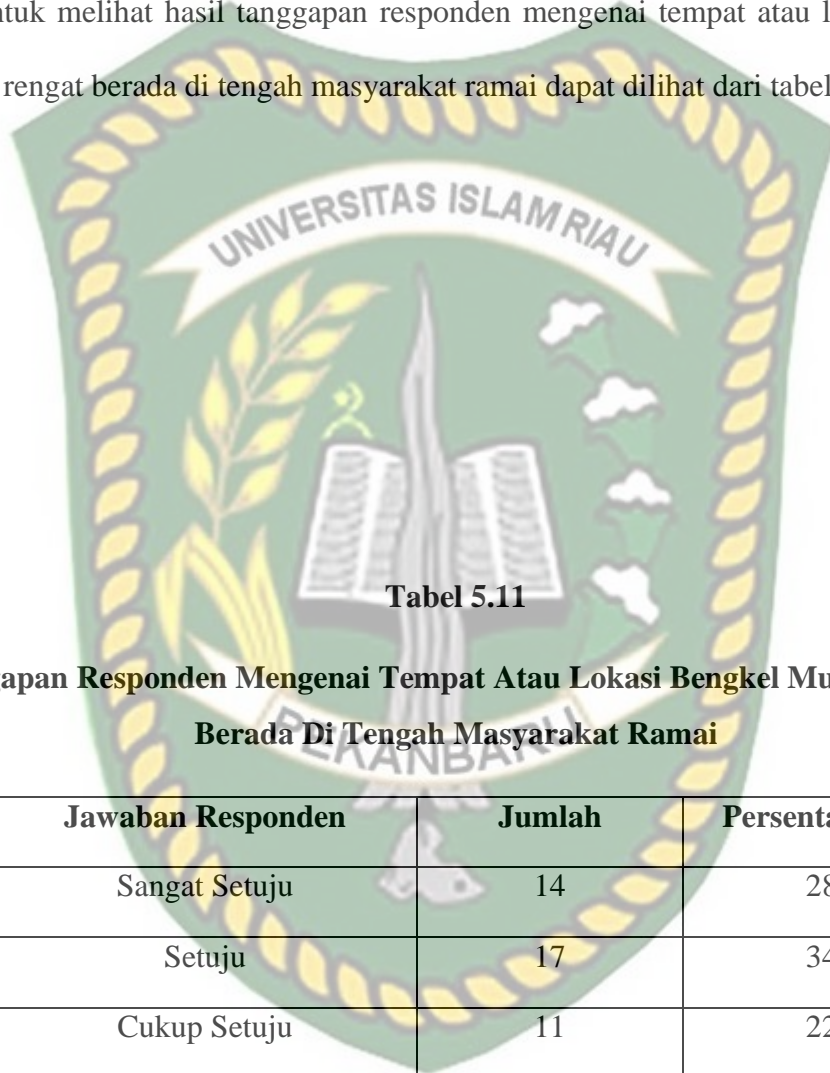 ntuk melihat hasil tanggapan responden mengenai tempat atau l
rengat berada di tengah masyarakat ramai dapat dilihat dari tabel
UNIVERSITAS ISLAM RIAU
Tabel 5.11
gapan Responden Mengenai Tempat Atau Lokasi Bengkel Mu
Berada Di Tengah Masyarakat Ramai
PEKANBARU
Jawaban Responden Jumlah Persenta
Sangat Setuju 14 28
Setuju 17 34
Cukup Setuju 11 22